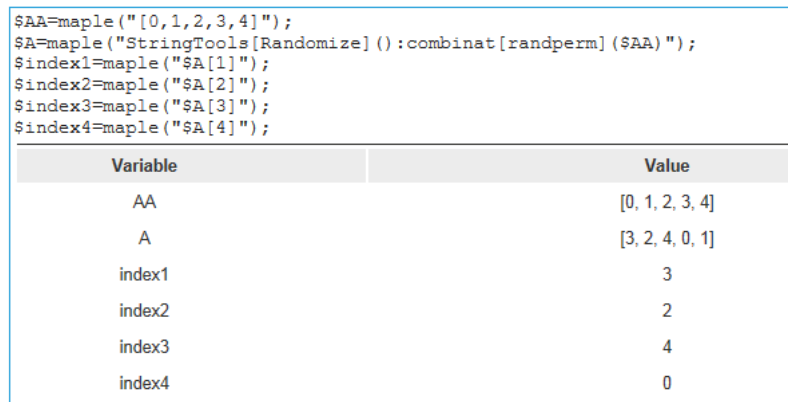 $AA=maple("[0,1,2,3,4]");
$A=maple("StringTools[Randomize]():combinat[randperm]($AA)");
$index1=maple("$A[1]");
$index2=maple("$A[2]");
$index3=maple("$A[3]");
$index4=maple("$A[4]");
Variable Value
AA [0, 1, 2, 3, 4]
A [3, 2, 4, 0, 1]
index1 3
index2 2
index3 4
index4 0